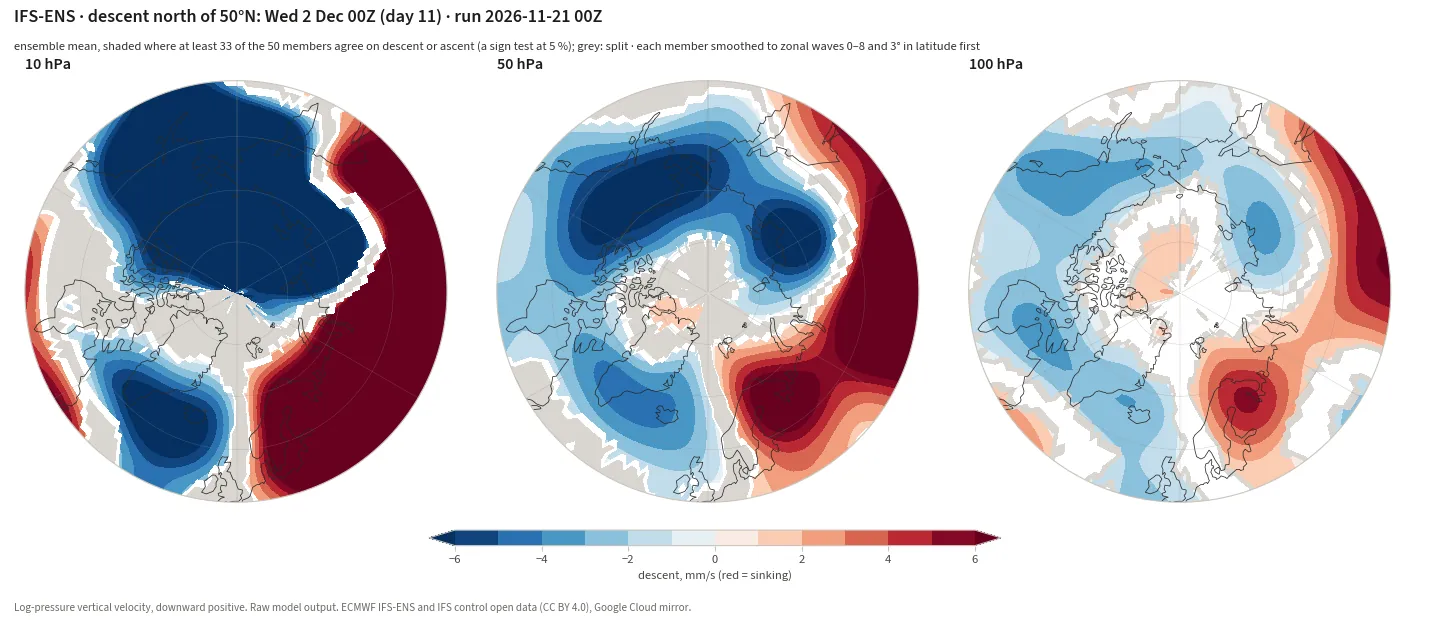 IFS-ENS · descent north of 50°N: Wed 2 Dec 00Z (day 11) · run 2026-11-21 00Z
ensemble mean, shaded where at least 33 of the 50 members agree on descent or ascent (a sign test at 5 %); grey: split · each member smoothed to zonal waves 0–8 and 3° in latitude first
10 hPa
50 hPa
100 hPa
−6 −4 −2 0 2 4 6
descent, mm/s (red = sinking)
Log-pressure vertical velocity, downward positive. Raw model output. ECMWF IFS-ENS and IFS control open data (CC BY 4.0), Google Cloud mirror.